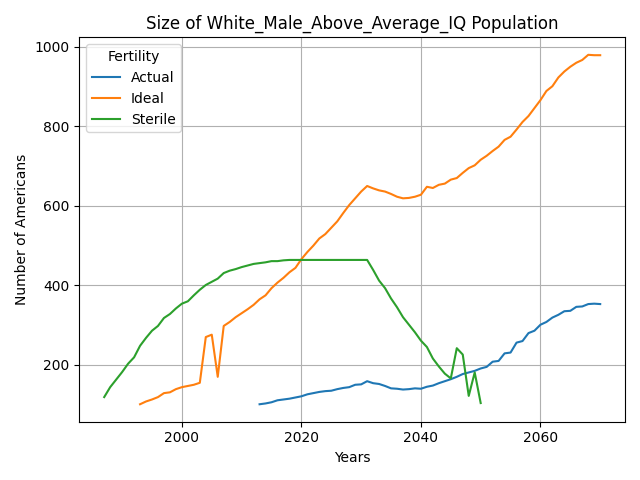 Size of White_Male_Above_Average_IQ Population
Fertility
Actual
Ideal
Sterile
Number of Americans
1000
800
600
400
200
2000
2020
2040
2060
Years